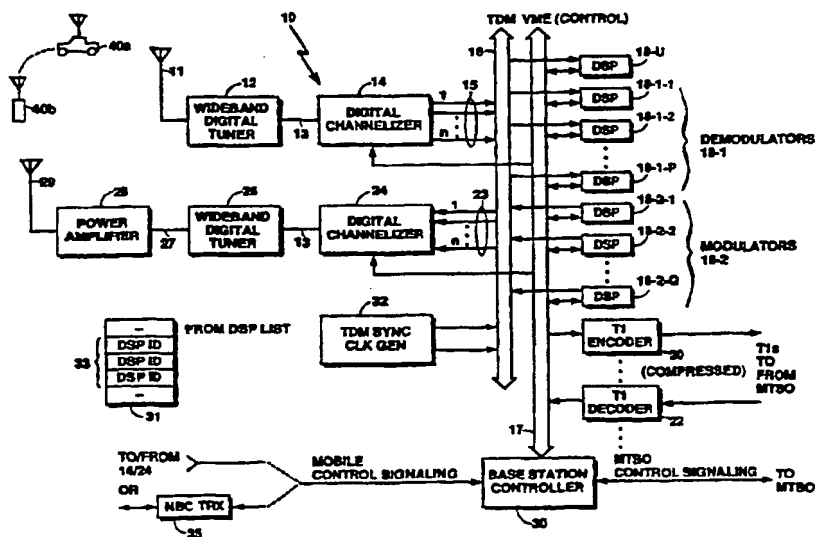 TDM VME (CONTROL)
10
40a
40b
11
12
WIDEBAND
DIGITAL
TUNER
13
14
DIGITAL
CHANNELIZER
1
n
15
16
DSP
18-U
DSP
18-1-1
DSP
18-1-2
DSP
18-1-P
DEMODULATORS
18-1
29
28
POWER
AMPLIFIER
27
26
WIDEBAND
DIGITAL
TUNER
13
24
DIGITAL
CHANNELIZER
1
n
23
DSP
18-2-1
DSP
18-2-2
DSP
18-2-Q
MODULATORS
18-2
32
TDM SYNC
CLK GEN
FROM DSP LIST
–
DSP ID
DSP ID
DSP ID
–
33
31
T1
ENCODER
20
(COMPRESSED)
T1
DECODER
22
T1s
TO
FROM
MTSO
17
TO/FROM
14/24
OR
NBC TRX
35
MOBILE
CONTROL SIGNALING
BASE STATION
CONTROLLER
30
MTSO
CONTROL SIGNALING
TO
MTSO